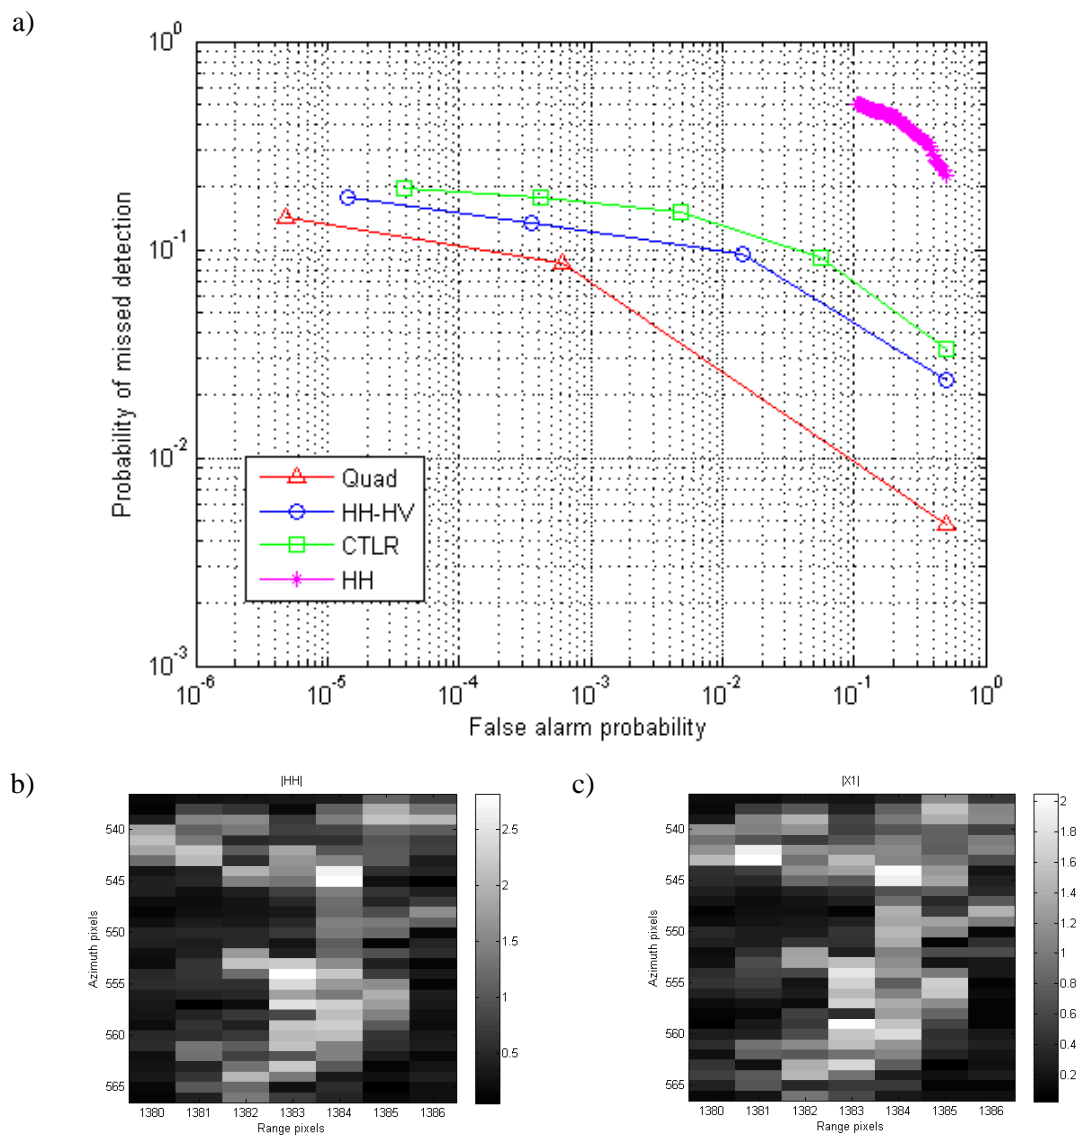 a)
10^0
10^-1
10^-2
10^-3
Probability of missed detection
Quad
HH-HV
CTLR
HH
10^-6 10^-5 10^-4 10^-3 10^-2 10^-1 10^0
False alarm probability
b)
|HH|
540
545
550
555
560
565
Azimuth pixels
1380 1381 1382 1383 1384 1385 1386
Range pixels
2.5
2
1.5
1
0.5
c)
|X1|
540
545
550
555
560
565
Azimuth pixels
1380 1381 1382 1383 1384 1385 1386
Range pixels
2
1.8
1.6
1.4
1.2
1
0.8
0.6
0.4
0.2